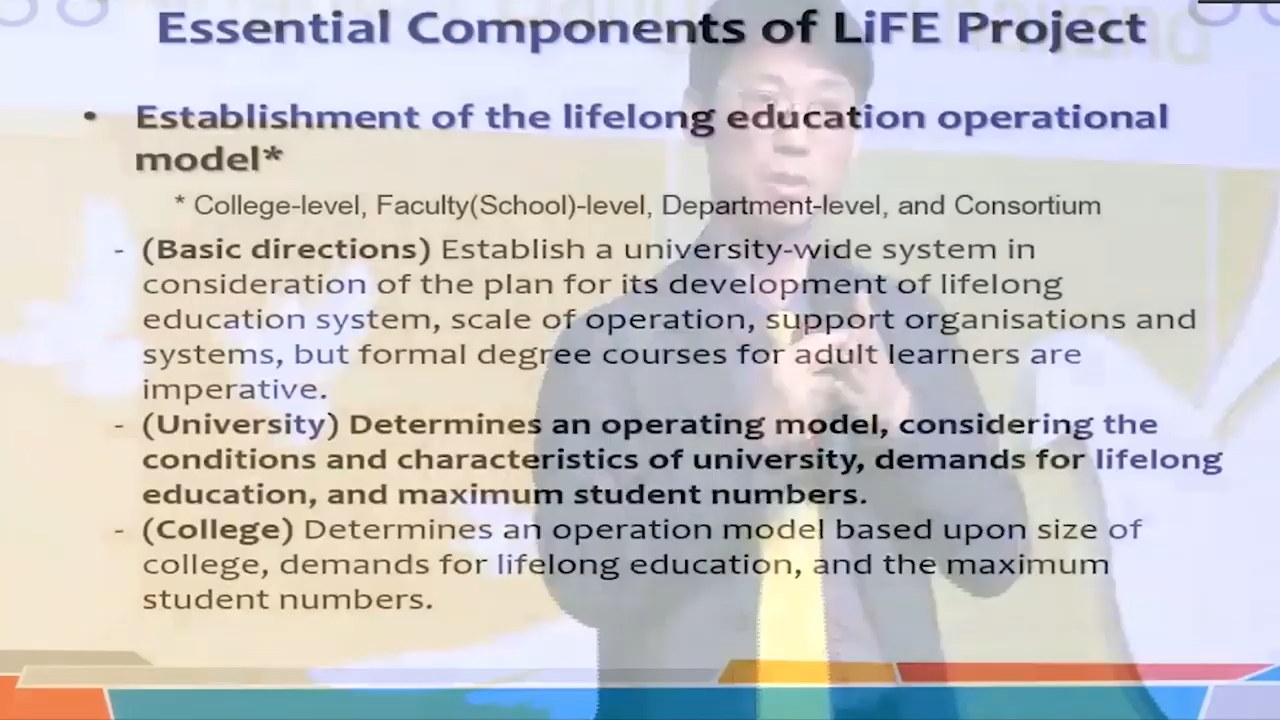 Essential Components of LiFE Project
• Establishment of the lifelong education operational
model*
* College-level, Faculty(School)-level, Department-level, and Consortium
- (Basic directions) Establish a university-wide system in
consideration of the plan for its development of lifelong
education system, scale of operation, support organisations and
systems, but formal degree courses for adult learners are
imperative.
- (University) Determines an operating model, considering the
conditions and characteristics of university, demands for lifelong
education, and maximum student numbers.
- (College) Determines an operation model based upon size of
college, demands for lifelong education, and the maximum
student numbers.